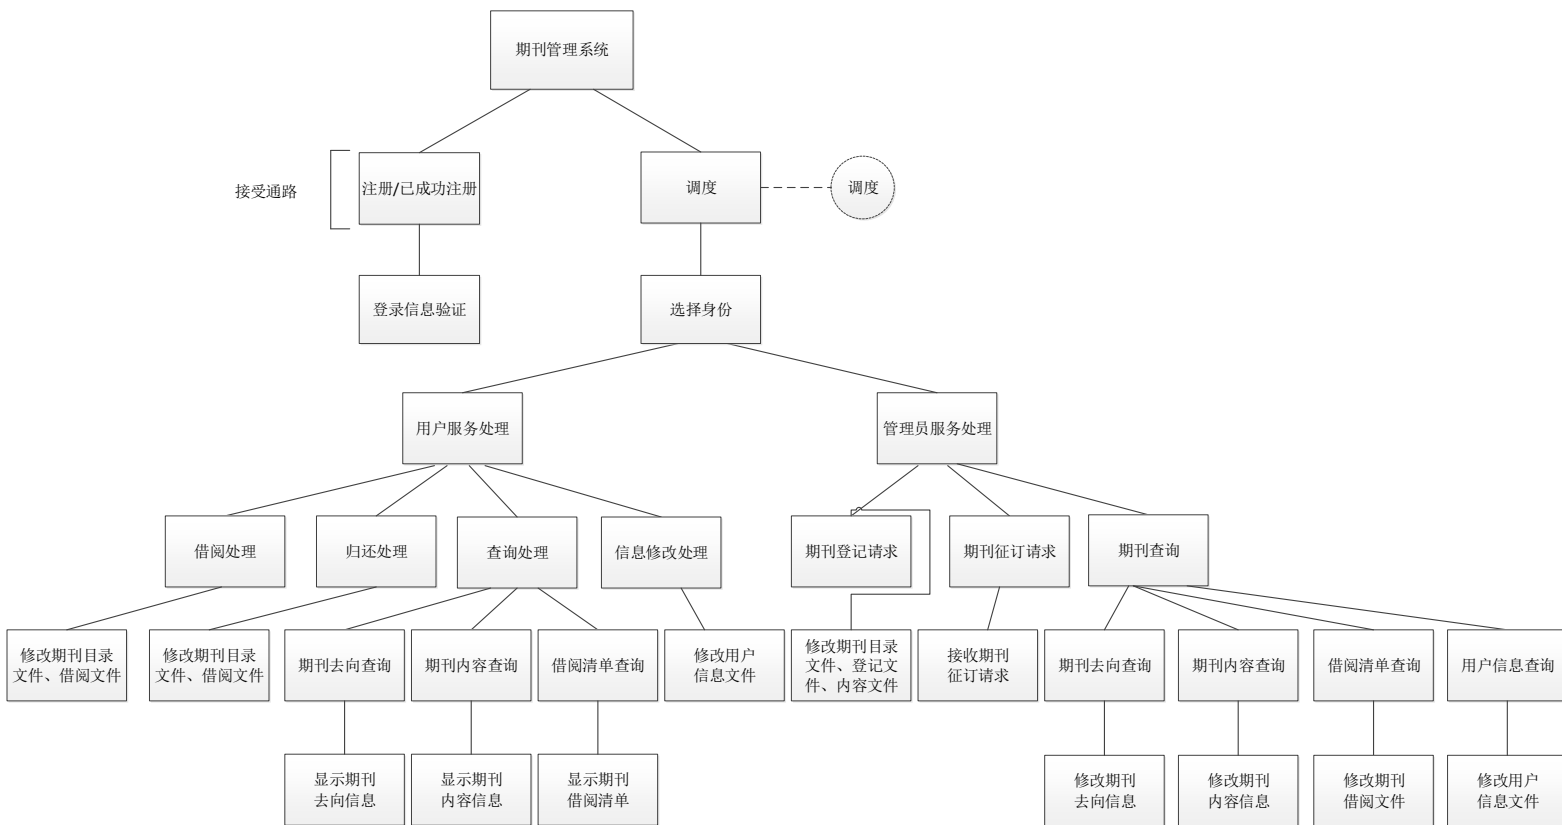 期刊管理系统
接受通路
注册/已成功注册
调度
调度
登录信息验证
选择身份
用户服务处理
管理员服务处理
借阅处理
归还处理
查询处理
信息修改处理
期刊登记请求
期刊征订请求
期刊查询
修改期刊目录
文件、借阅文件
修改期刊目录
文件、借阅文件
期刊去向查询
期刊内容查询
借阅清单查询
修改用户
信息文件
修改期刊目录
文件、登记文
件、内容文件
接收期刊
征订请求
期刊去向查询
期刊内容查询
借阅清单查询
用户信息查询
显示期刊
去向信息
显示期刊
内容信息
显示期刊
借阅清单
修改期刊
去向信息
修改期刊
内容信息
修改期刊
借阅文件
修改用户
信息文件